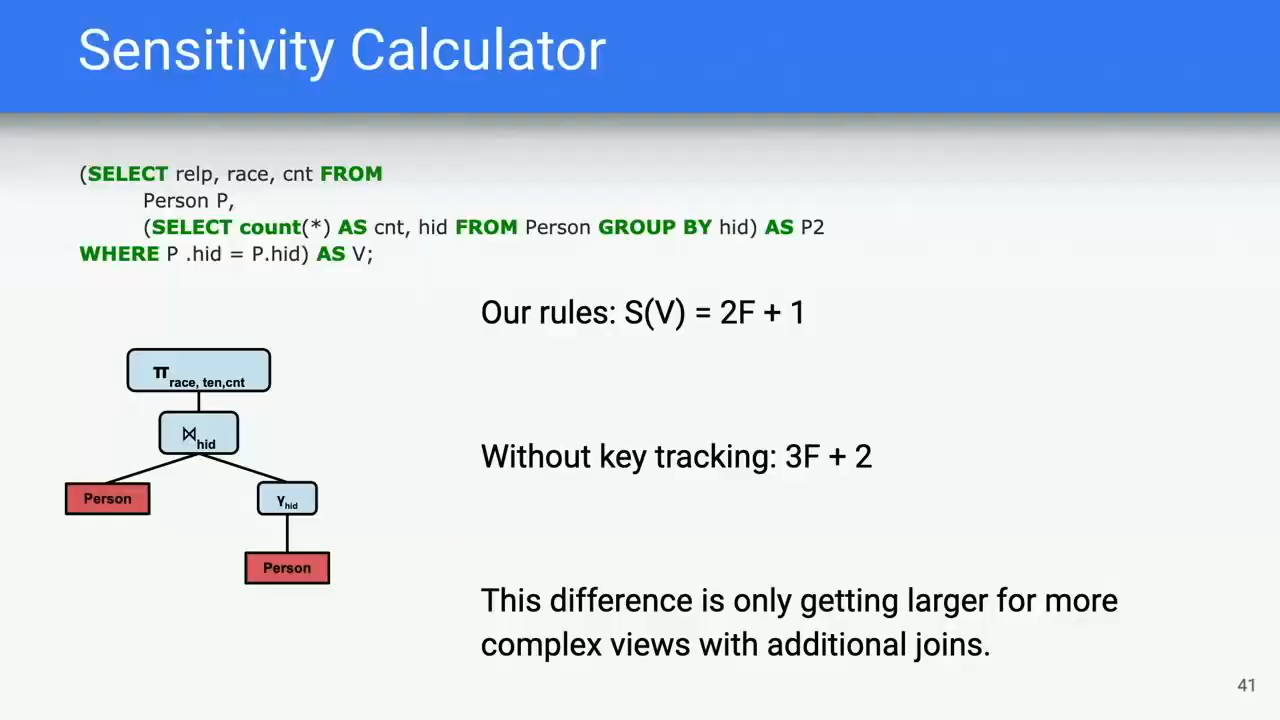 Sensitivity Calculator
(SELECT relp, race, cnt FROM
Person P,
(SELECT count(*) AS cnt, hid FROM Person GROUP BY hid) AS P2
WHERE P .hid = P.hid) AS V;
Our rules: S(V) = 2F + 1
π race, ten,cnt
⋈ hid
Without key tracking: 3F + 2
Person
γ hid
Person
This difference is only getting larger for more
complex views with additional joins.
41